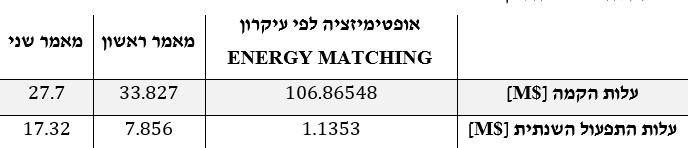 אופטימיזציה לפי עיקרון ENERGY MATCHING
מאמר ראשון
מאמר שני
עלות הקמה [M$]
106.86548
33.827
27.7
עלות התפעול השנתית [M$]
1.1353
7.856
17.32